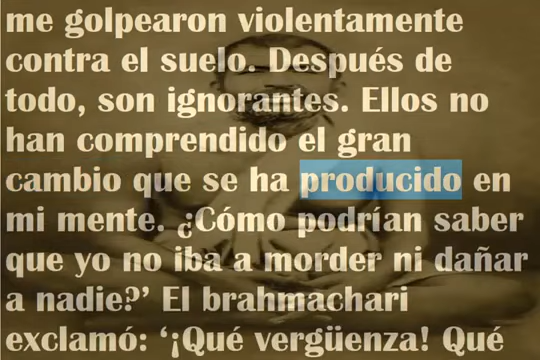 me golpearon violentamente
contra el suelo. Después de
todo, son ignorantes. Ellos no
han comprendido el gran
cambio que se ha producido en
mi mente. ¿Cómo podrían saber
que yo no iba a morder ni dañar
a nadie?’ El brahmachari
exclamó: ‘¡Qué vergüenza! Qué